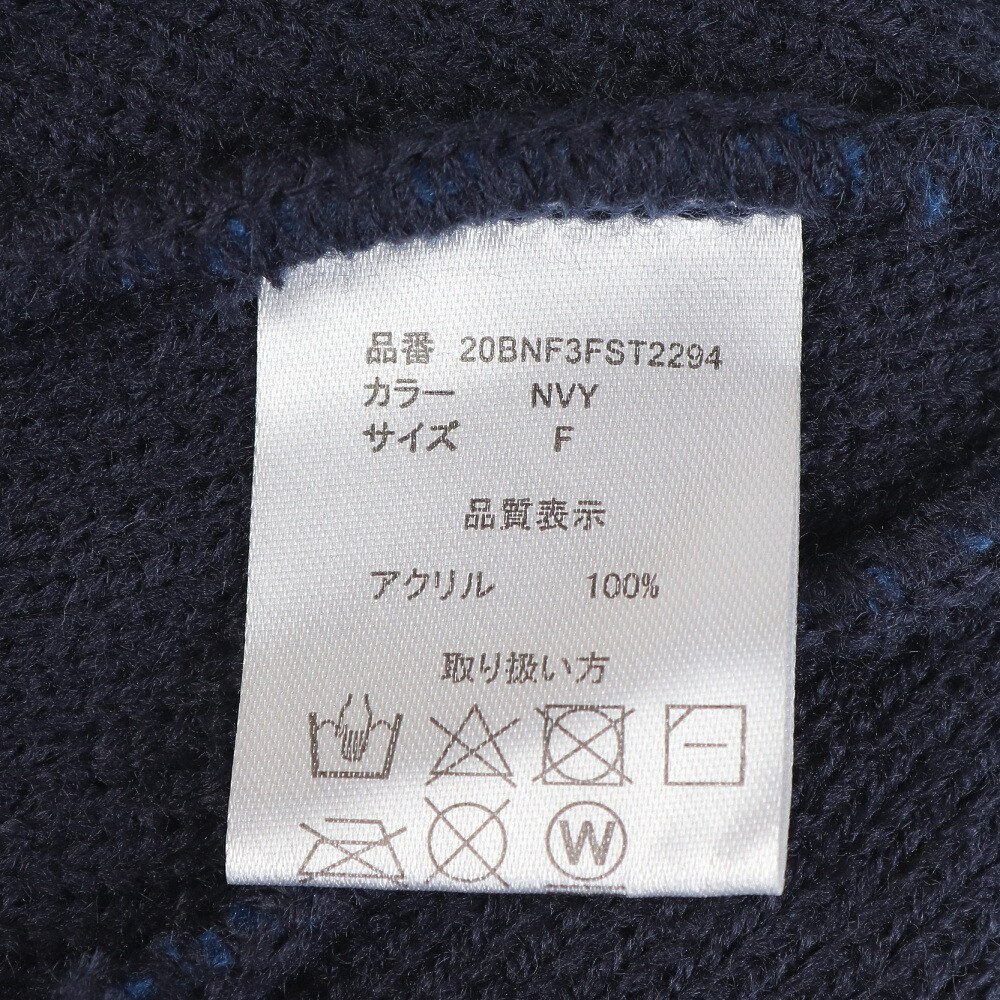 品番 20BNF3FST2294
カラー NVY
サイズ F
品質表示
アクリル 100%
取り扱い方
W